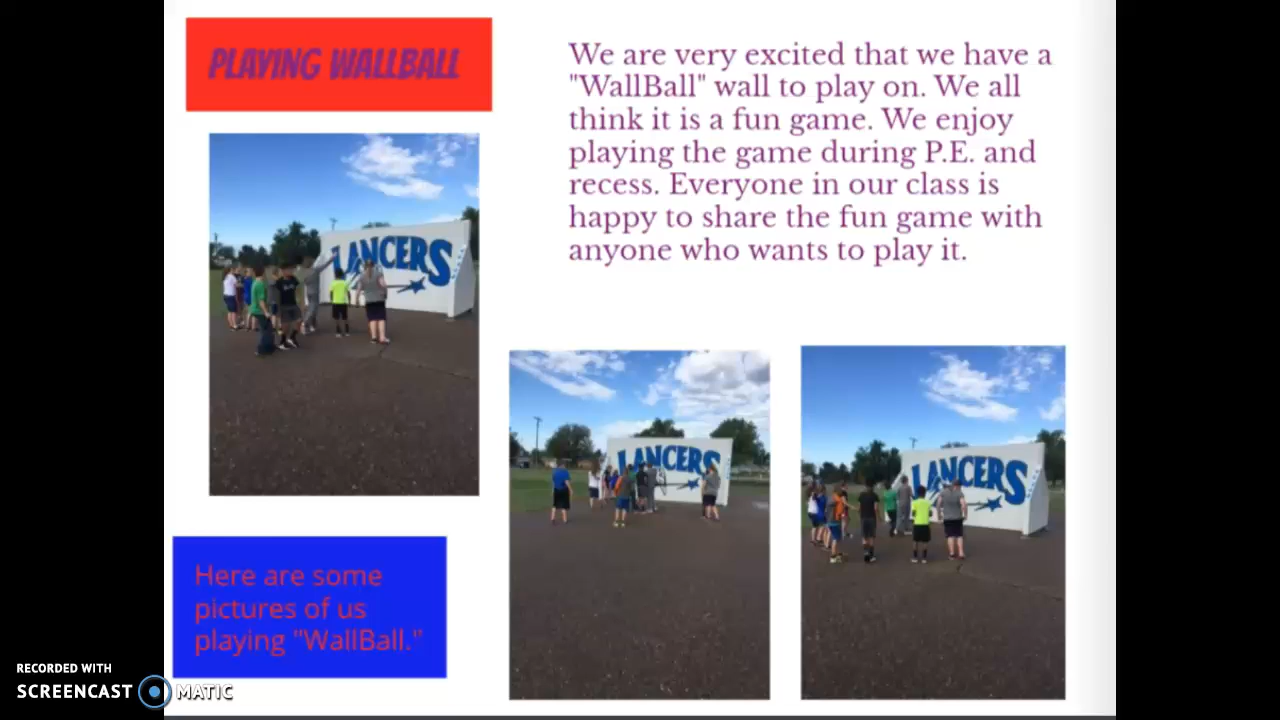 PLAYING WALLBALL
We are very excited that we have a
"WallBall" wall to play on. We all
think it is a fun game. We enjoy
playing the game during P.E. and
recess. Everyone in our class is
happy to share the fun game with
anyone who wants to play it.
LANCERS
LANCERS
LANCERS
Here are some
pictures of us
playing "WallBall."
RECORDED WITH
SCREENCAST MATIC